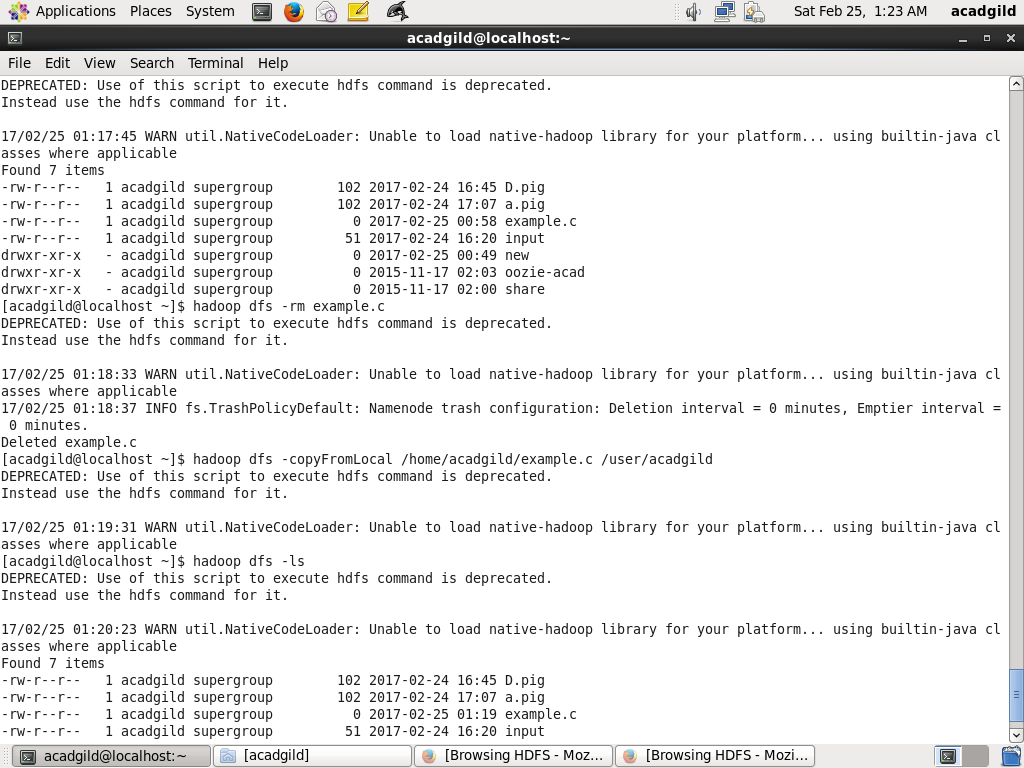 Applications Places System Sat Feb 25, 1:23 AM acadgild
acadgild@localhost:~
File Edit View Search Terminal Help
DEPRECATED: Use of this script to execute hdfs command is deprecated.
Instead use the hdfs command for it.
17/02/25 01:17:45 WARN util.NativeCodeLoader: Unable to load native-hadoop library for your platform... using builtin-java cl
asses where applicable
Found 7 items
-rw-r--r--   1 acadgild supergroup        102 2017-02-24 16:45 D.pig
-rw-r--r--   1 acadgild supergroup        102 2017-02-24 17:07 a.pig
-rw-r--r--   1 acadgild supergroup          0 2017-02-25 00:58 example.c
-rw-r--r--   1 acadgild supergroup         51 2017-02-24 16:20 input
drwxr-xr-x   - acadgild supergroup          0 2017-02-25 00:49 new
drwxr-xr-x   - acadgild supergroup          0 2015-11-17 02:03 oozie-acad
drwxr-xr-x   - acadgild supergroup          0 2015-11-17 02:00 share
[acadgild@localhost ~]$ hadoop dfs -rm example.c
DEPRECATED: Use of this script to execute hdfs command is deprecated.
Instead use the hdfs command for it.
17/02/25 01:18:33 WARN util.NativeCodeLoader: Unable to load native-hadoop library for your platform... using builtin-java cl
asses where applicable
17/02/25 01:18:37 INFO fs.TrashPolicyDefault: Namenode trash configuration: Deletion interval = 0 minutes, Emptier interval =
 0 minutes.
Deleted example.c
[acadgild@localhost ~]$ hadoop dfs -copyFromLocal /home/acadgild/example.c /user/acadgild
DEPRECATED: Use of this script to execute hdfs command is deprecated.
Instead use the hdfs command for it.
17/02/25 01:19:31 WARN util.NativeCodeLoader: Unable to load native-hadoop library for your platform... using builtin-java cl
asses where applicable
[acadgild@localhost ~]$ hadoop dfs -ls
DEPRECATED: Use of this script to execute hdfs command is deprecated.
Instead use the hdfs command for it.
17/02/25 01:20:23 WARN util.NativeCodeLoader: Unable to load native-hadoop library for your platform... using builtin-java cl
asses where applicable
Found 7 items
-rw-r--r--   1 acadgild supergroup        102 2017-02-24 16:45 D.pig
-rw-r--r--   1 acadgild supergroup        102 2017-02-24 17:07 a.pig
-rw-r--r--   1 acadgild supergroup          0 2017-02-25 01:19 example.c
-rw-r--r--   1 acadgild supergroup         51 2017-02-24 16:20 input
acadgild@localhost:~ [acadgild] [Browsing HDFS - Moz... [Browsing HDFS - Mozi...